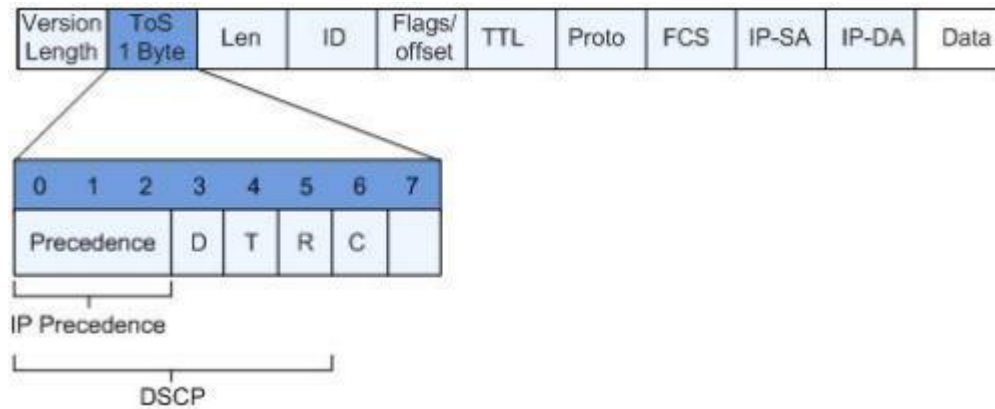 Version Length ToS 1 Byte Len ID Flags/ offset TTL Proto FCS IP-SA IP-DA Data
0 1 2 3 4 5 6 7
Precedence D T R C
IP Precedence
DSCP